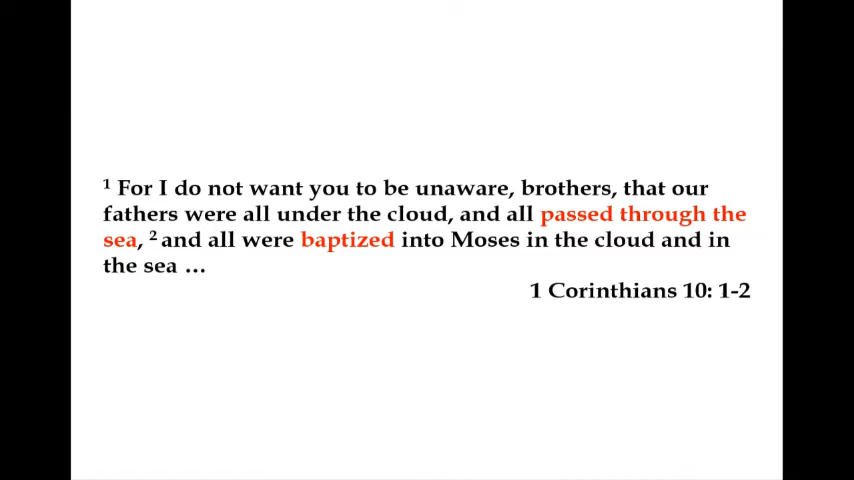 ¹ For I do not want you to be unaware, brothers, that our
fathers were all under the cloud, and all passed through the
sea, ² and all were baptized into Moses in the cloud and in
the sea …
1 Corinthians 10: 1-2